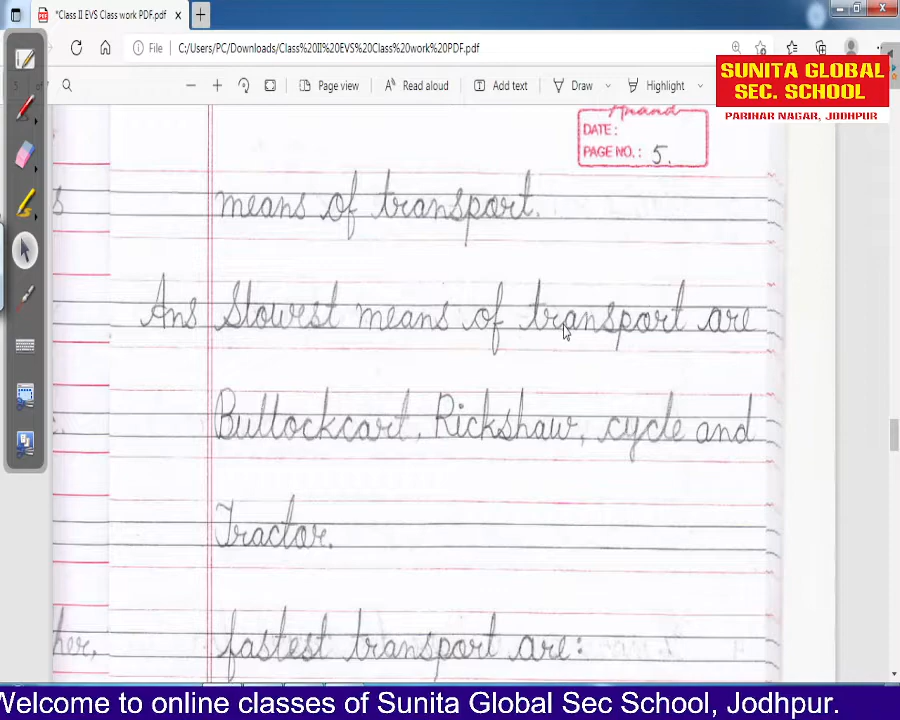 *Class II EVS Class work PDF.pdf
File C:/Users/PC/Downloads/Class%20II%20EVS%20Class%20work%20PDF.pdf
Page view Read aloud Add text Draw Highlight
SUNITA GLOBAL
SEC. SCHOOL
PARIHAR NAGAR, JODHPUR
Anand
DATE:
PAGE NO.: 5.
means of transport.
Ans Slowest means of transport are
Bullockcart, Rickshaw, cycle and
Tractor.
her, fastest transport are:
Welcome to online classes of Sunita Global Sec School, Jodhpur.